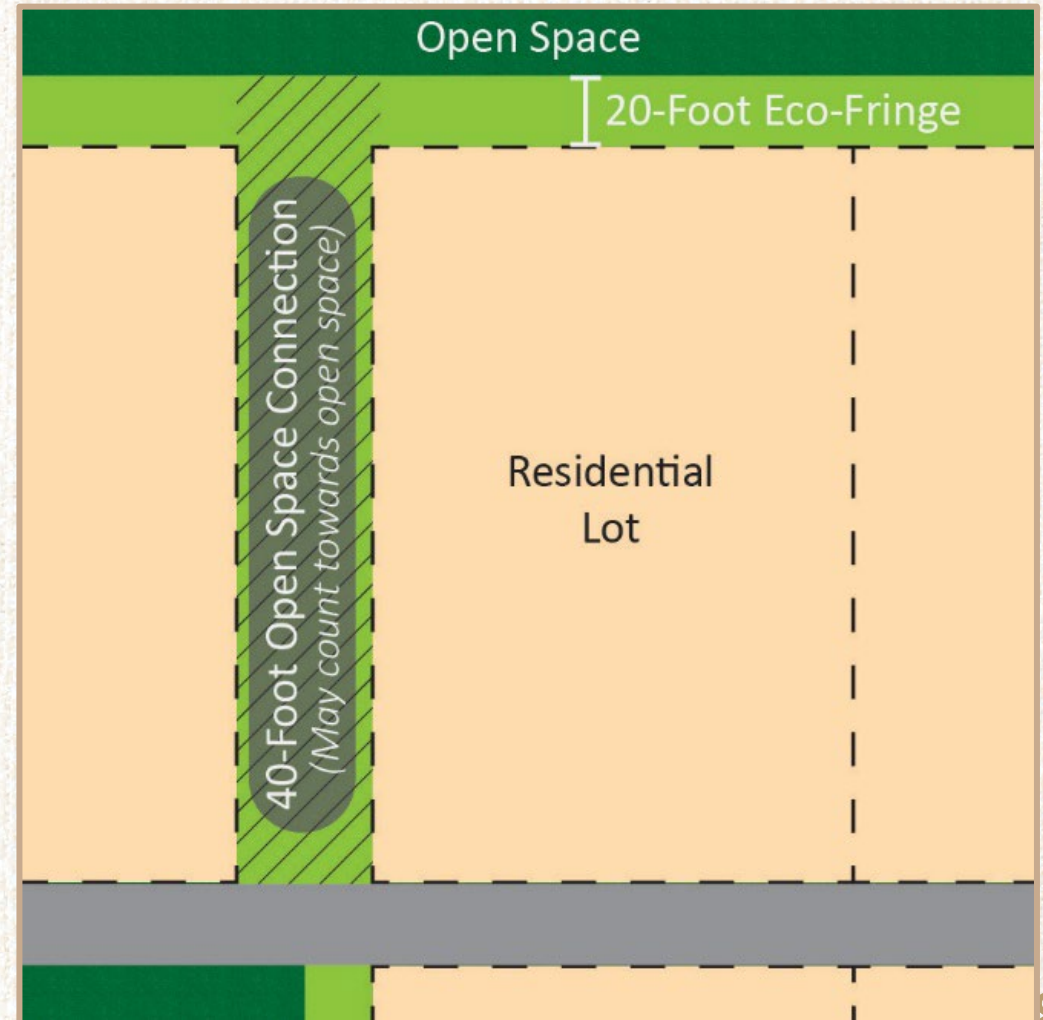 Open Space
20-Foot Eco-Fringe
40-Foot Open Space Connection
(May count towards open space)
Residential
Lot